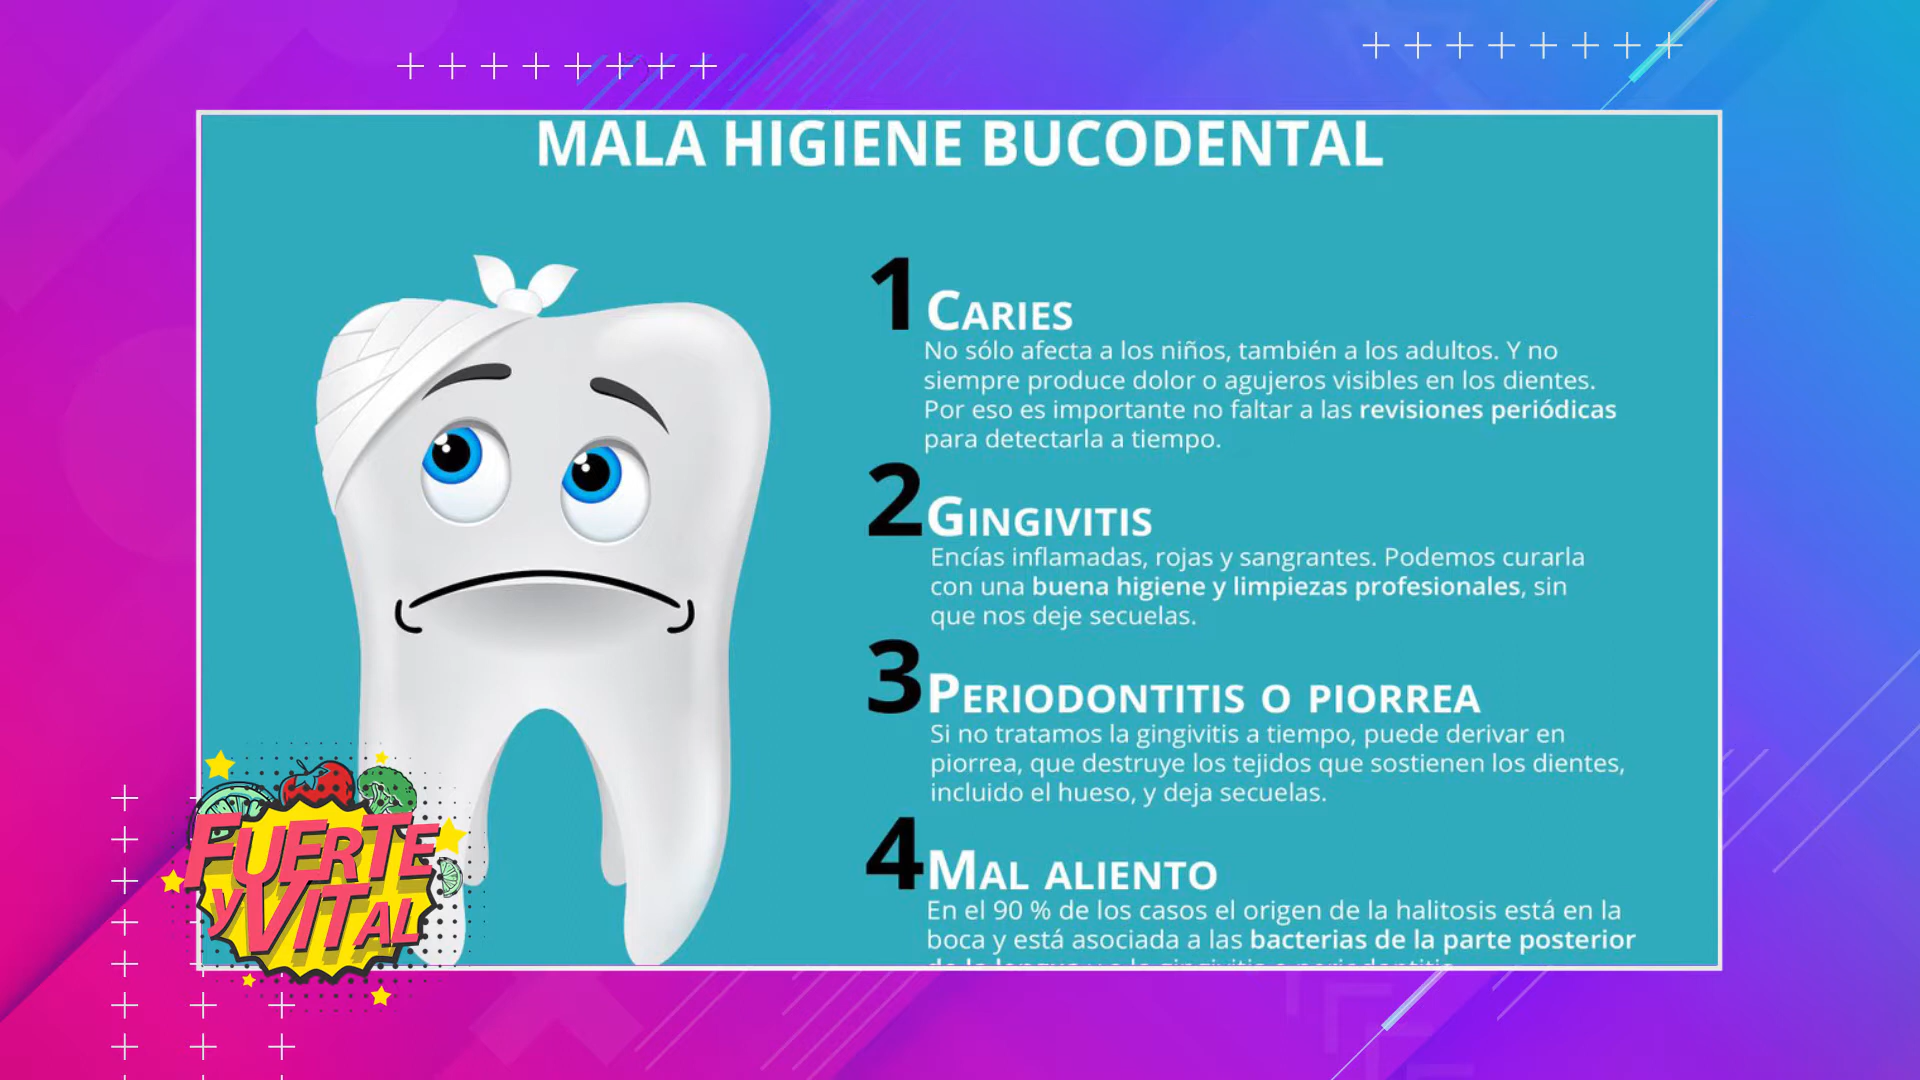 MALA HIGIENE BUCODENTAL
1 CARIES
No sólo afecta a los niños, también a los adultos. Y no
siempre produce dolor o agujeros visibles en los dientes.
Por eso es importante no faltar a las revisiones periódicas
para detectarla a tiempo.
2 GINGIVITIS
Encías inflamadas, rojas y sangrantes. Podemos curarla
con una buena higiene y limpiezas profesionales, sin
que nos deje secuelas.
3 PERIODONTITIS O PIORREA
Si no tratamos la gingivitis a tiempo, puede derivar en
piorrea, que destruye los tejidos que sostienen los dientes,
incluido el hueso, y deja secuelas.
4 MAL ALIENTO
En el 90 % de los casos el origen de la halitosis está en la
boca y está asociada a las bacterias de la parte posterior
FUERTE
y VITAL